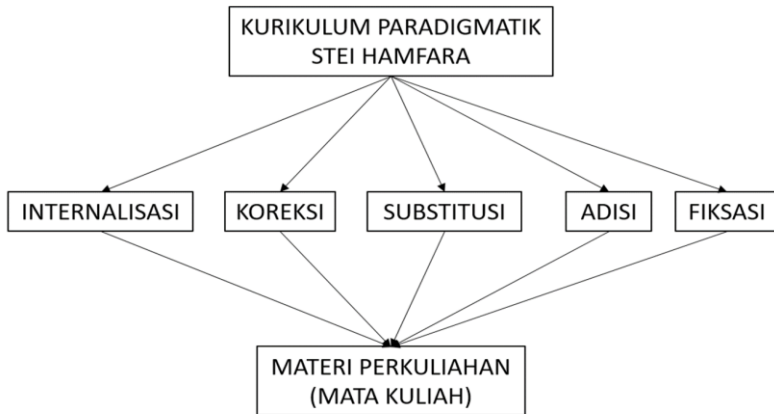 KURIKULUM PARADIGMATIK
STEI HAMFARA
INTERNALISASI
KOREKSI
SUBSTITUSI
ADISI
FIKSASI
MATERI PERKULIAHAN
(MATA KULIAH)